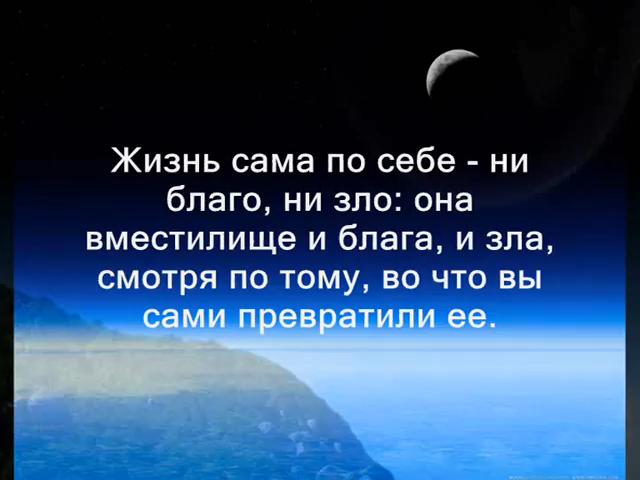 Жизнь сама по себе - ни
благо, ни зло: она
вместилище и блага, и зла,
смотря по тому, во что вы
сами превратили ее.